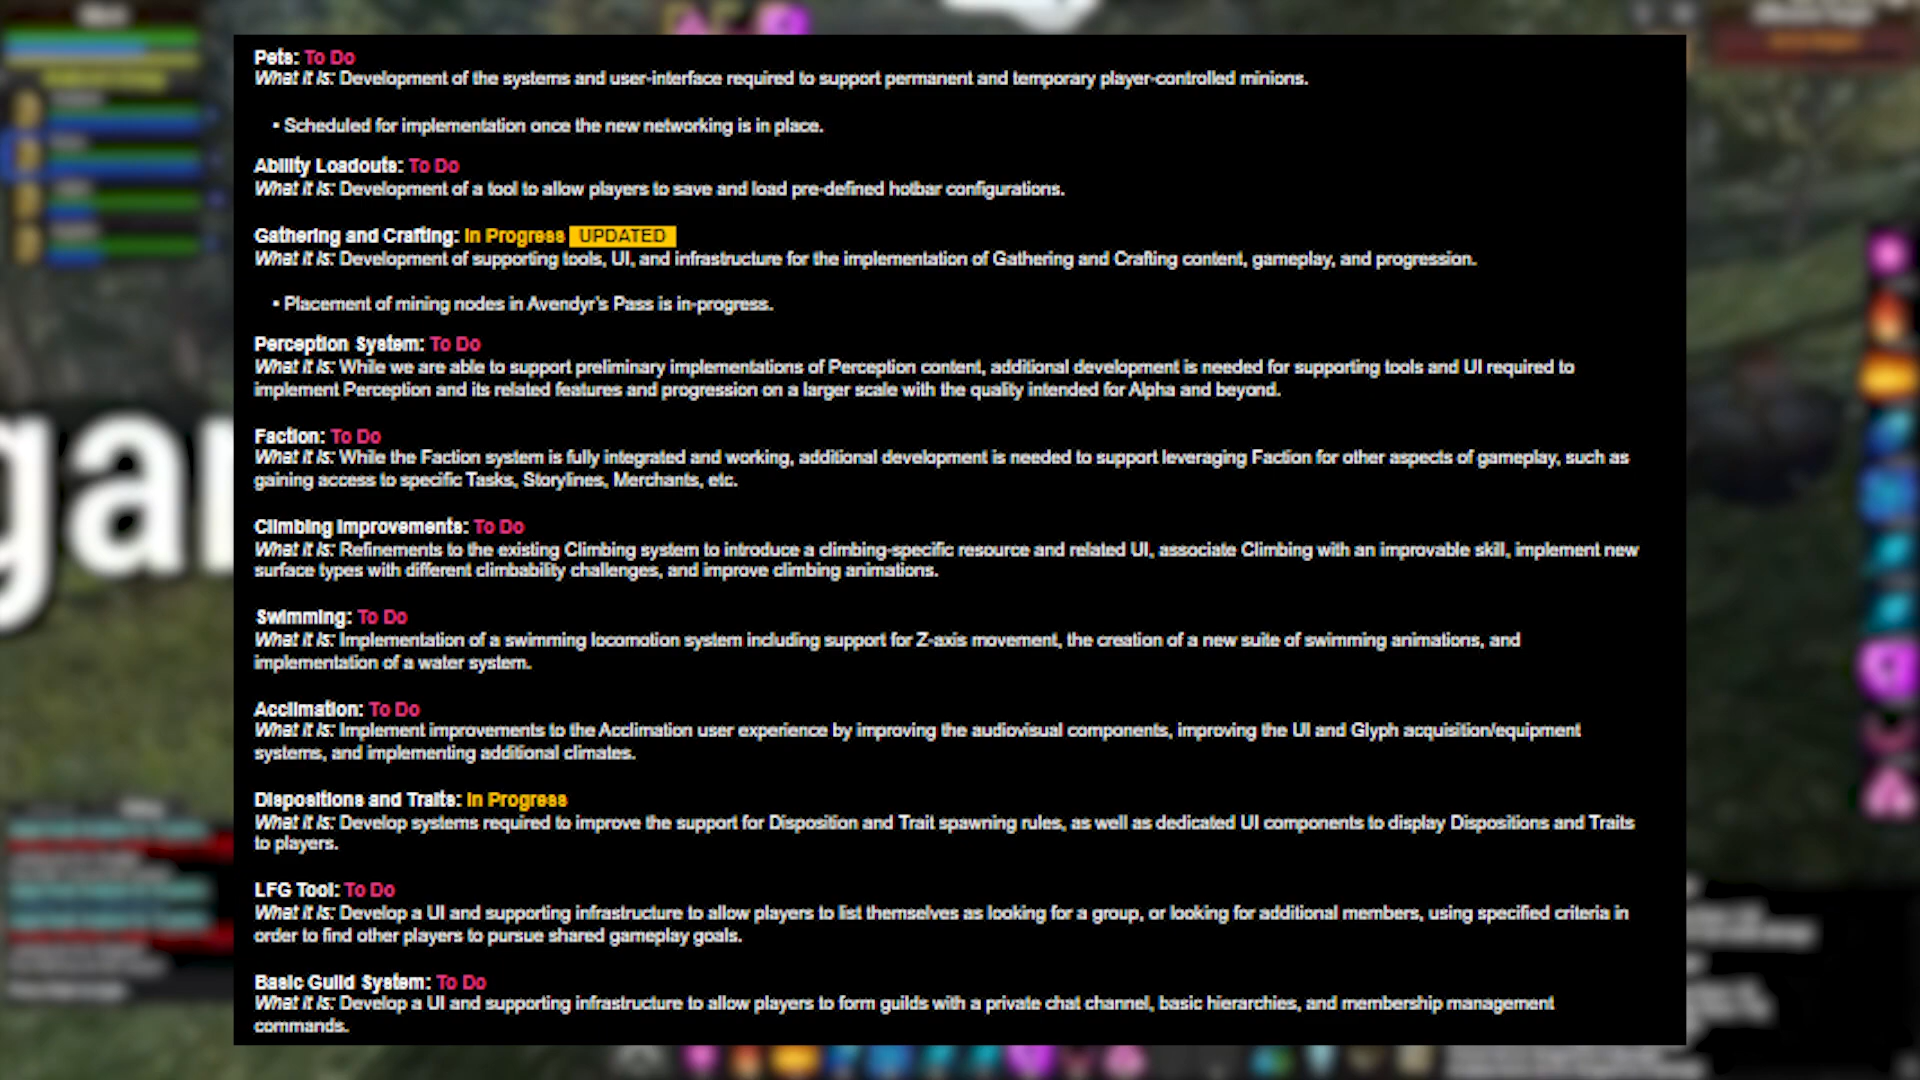 Pets: To Do
What it is: Development of the systems and user-interface required to support permanent and temporary player-controlled minions.
▪ Scheduled for implementation once the new networking is in place.
Ability Loadouts: To Do
What it is: Development of a tool to allow players to save and load pre-defined hotbar configurations.
Gathering and Crafting: In Progress UPDATED
What it is: Development of supporting tools, UI, and infrastructure for the implementation of Gathering and Crafting content, gameplay, and progression.
▪ Placement of mining nodes in Avendyr's Pass is in-progress.
Perception System: To Do
What it is: While we are able to support preliminary implementations of Perception content, additional development is needed for supporting tools and UI required to
implement Perception and its related features and progression on a larger scale with the quality intended for Alpha and beyond.
Faction: To Do
What it is: While the Faction system is fully integrated and working, additional development is needed to support leveraging Faction for other aspects of gameplay, such as
gaining access to specific Tasks, Storylines, Merchants, etc.
Climbing Improvements: To Do
What it is: Refinements to the existing Climbing system to introduce a climbing-specific resource and related UI, associate Climbing with an improvable skill, implement new
surface types with different climbability challenges, and improve climbing animations.
Swimming: To Do
What it is: Implementation of a swimming locomotion system including support for Z-axis movement, the creation of a new suite of swimming animations, and
implementation of a water system.
Acclimation: To Do
What it is: Implement improvements to the Acclimation user experience by improving the audiovisual components, improving the UI and Glyph acquisition/equipment
systems, and implementing additional climates.
Dispositions and Traits: In Progress
What it is: Develop systems required to improve the support for Disposition and Trait spawning rules, as well as dedicated UI components to display Dispositions and Traits
to players.
LFG Tool: To Do
What it is: Develop a UI and supporting infrastructure to allow players to list themselves as looking for a group, or looking for additional members, using specified criteria in
order to find other players to pursue shared gameplay goals.
Basic Guild System: To Do
What it is: Develop a UI and supporting infrastructure to allow players to form guilds with a private chat channel, basic hierarchies, and membership management
commands.